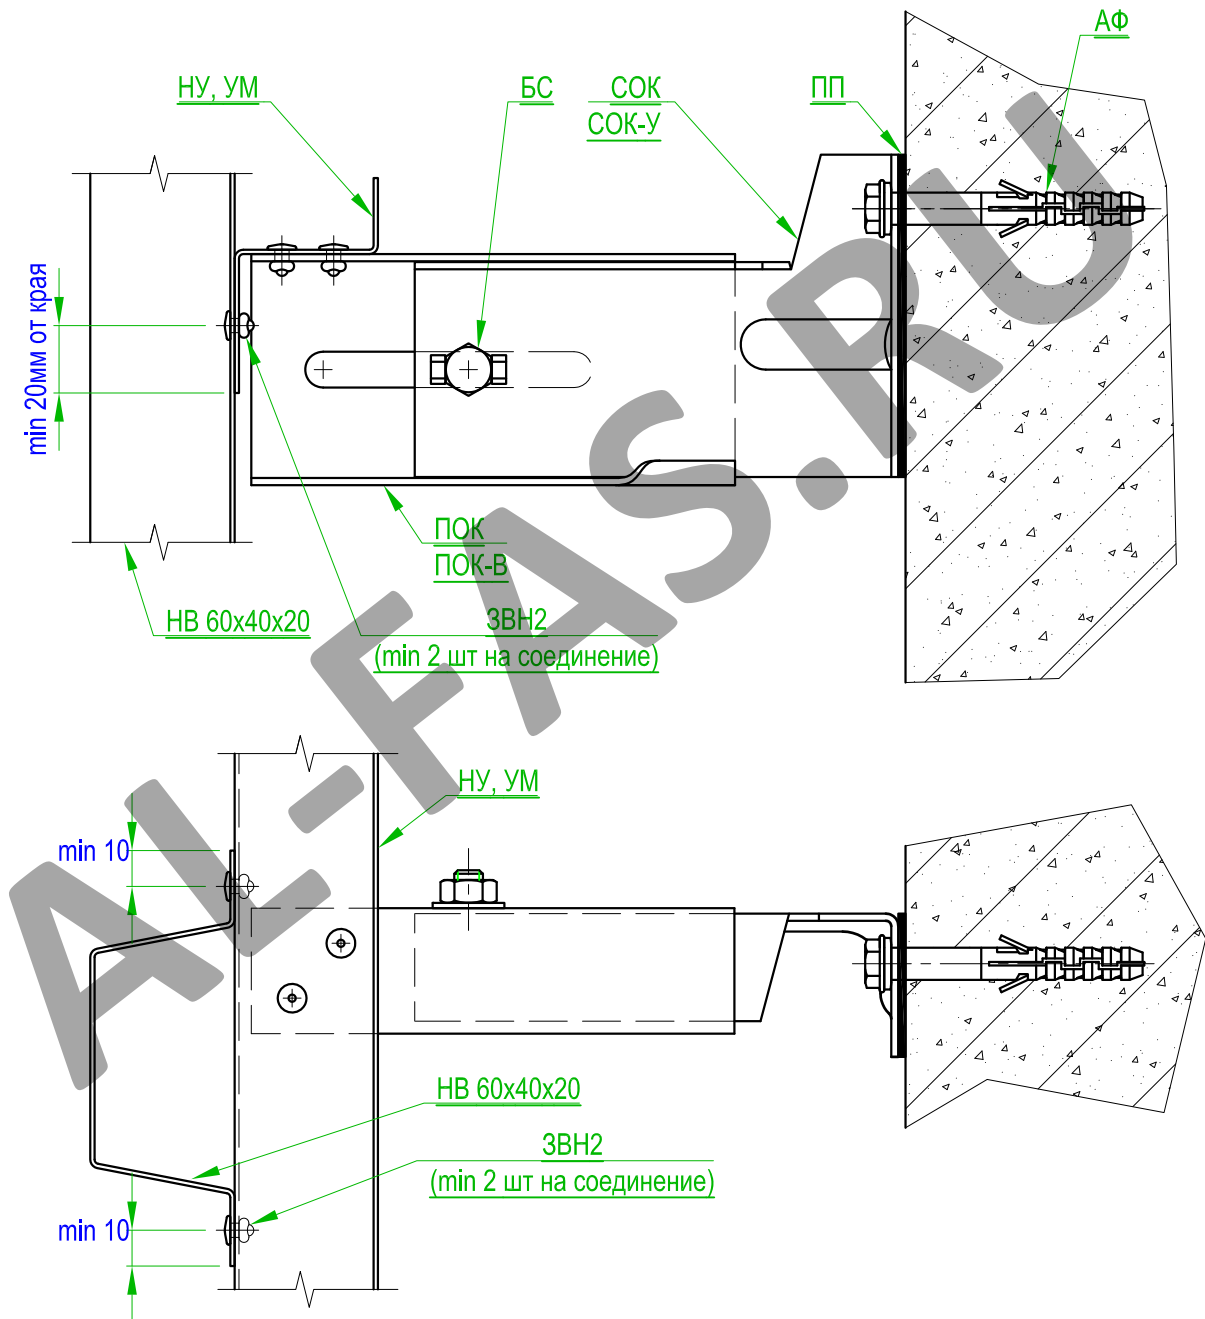 АФ
НУ, УМ
БС
СОК
СОК-У
ПП
min 20мм от края
ПОК
ПОК-В
НВ 60х40х20
ЗВН2
(min 2 шт на соединение)
AL-FAS.RU
НУ, УМ
min 10
НВ 60х40х20
ЗВН2
(min 2 шт на соединение)
min 10